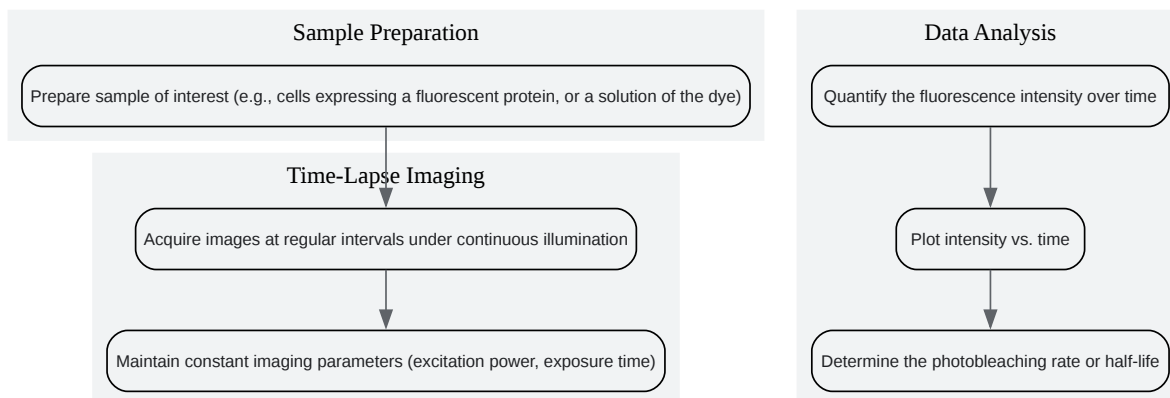 Sample Preparation
Prepare sample of interest (e.g., cells expressing a fluorescent protein, or a solution of the dye)
Time-Lapse Imaging
Acquire images at regular intervals under continuous illumination
Maintain constant imaging parameters (excitation power, exposure time)
Data Analysis
Quantify the fluorescence intensity over time
Plot intensity vs. time
Determine the photobleaching rate or half-life